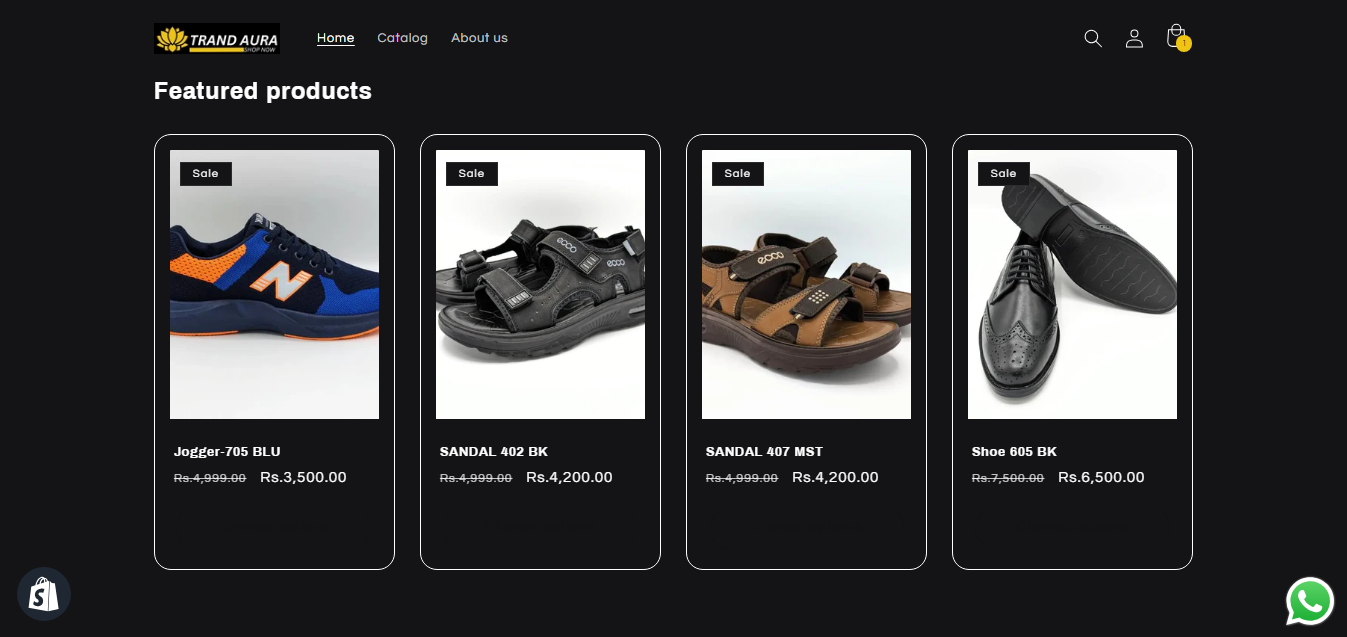 TRAND AURA
SHOP NOW
Home Catalog About us
1
Featured products
Sale Sale Sale Sale
N
ecco ecco
ecco
Jogger-705 BLU SANDAL 402 BK SANDAL 407 MST Shoe 605 BK
Rs.4,999.00 Rs.3,500.00 Rs.4,999.00 Rs.4,200.00 Rs.4,999.00 Rs.4,200.00 Rs.7,500.00 Rs.6,500.00
S